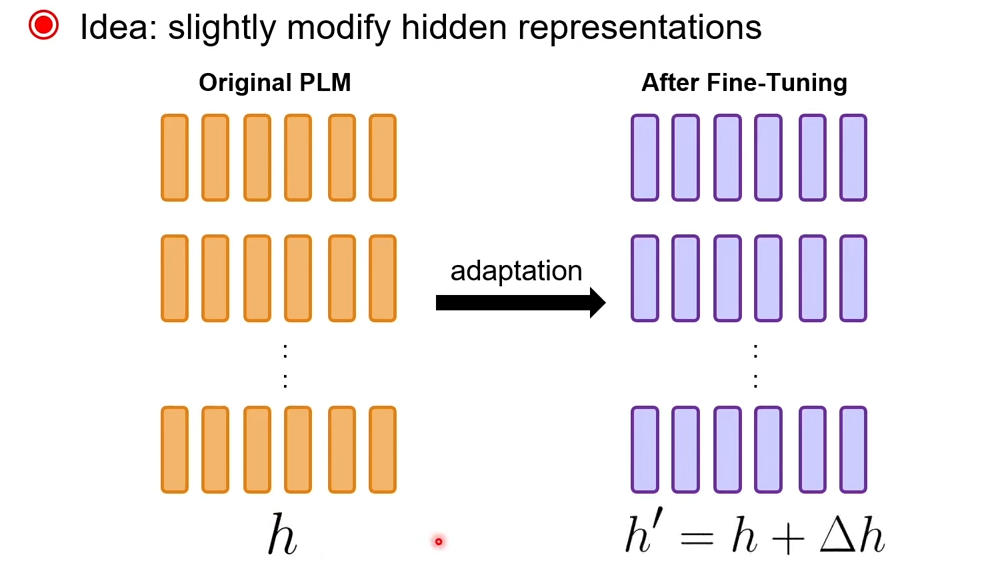 Idea: slightly modify hidden representations
Original PLM
After Fine-Tuning
adaptation
:
:
:
:
h
h′ = h + Δh